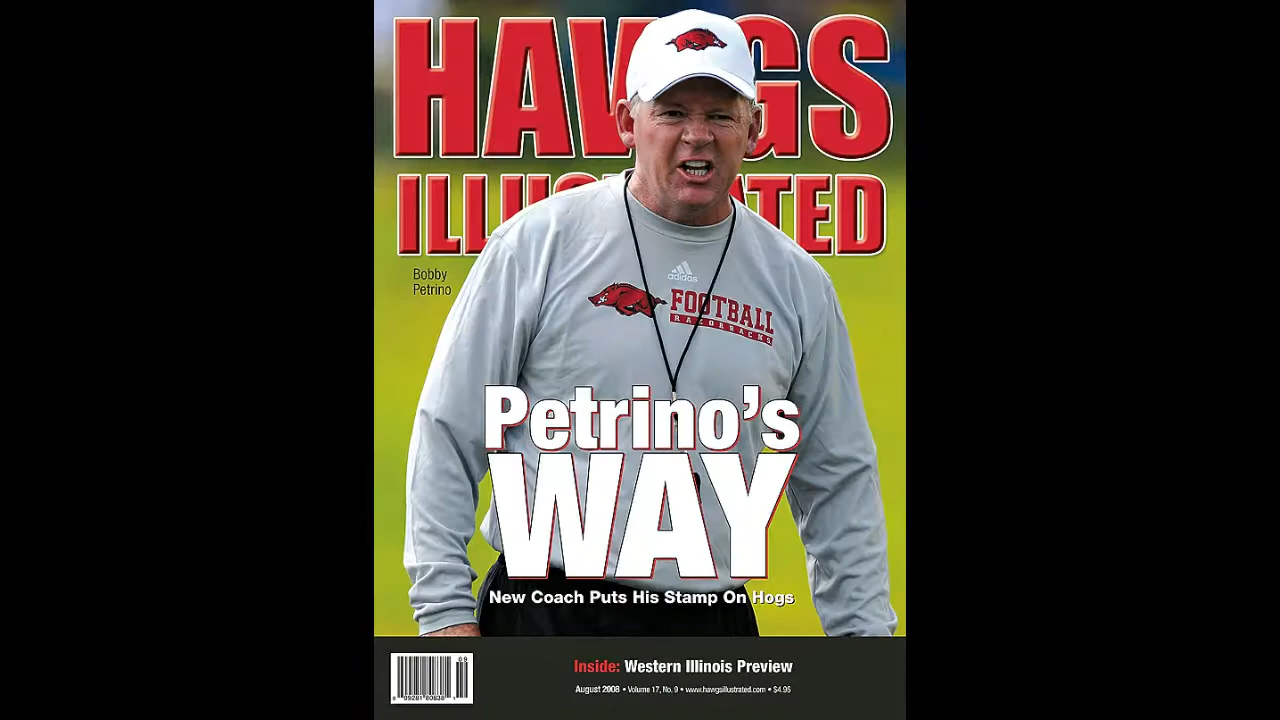 HAWGS
ILLUSTRATED
Bobby
Petrino
adidas
FOOTBALL
RAZORBACKS
Petrino's
WAY
New Coach Puts His Stamp On Hogs
Inside: Western Illinois Preview
August 2008 • Volume 17, No. 9 • www.hawgsillustrated.com • $4.95
09